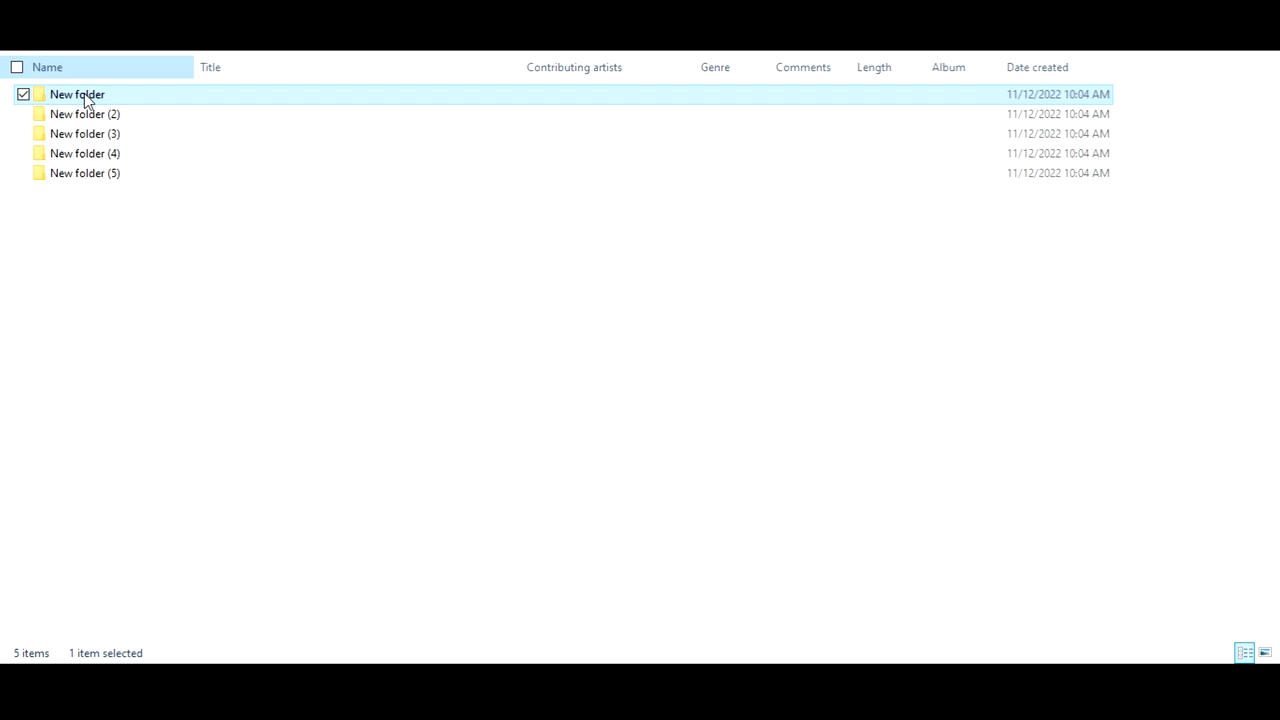 Name Title Contributing artists Genre Comments Length Album Date created
New folder 11/12/2022 10:04 AM
New folder (2) 11/12/2022 10:04 AM
New folder (3) 11/12/2022 10:04 AM
New folder (4) 11/12/2022 10:04 AM
New folder (5) 11/12/2022 10:04 AM
5 items 1 item selected